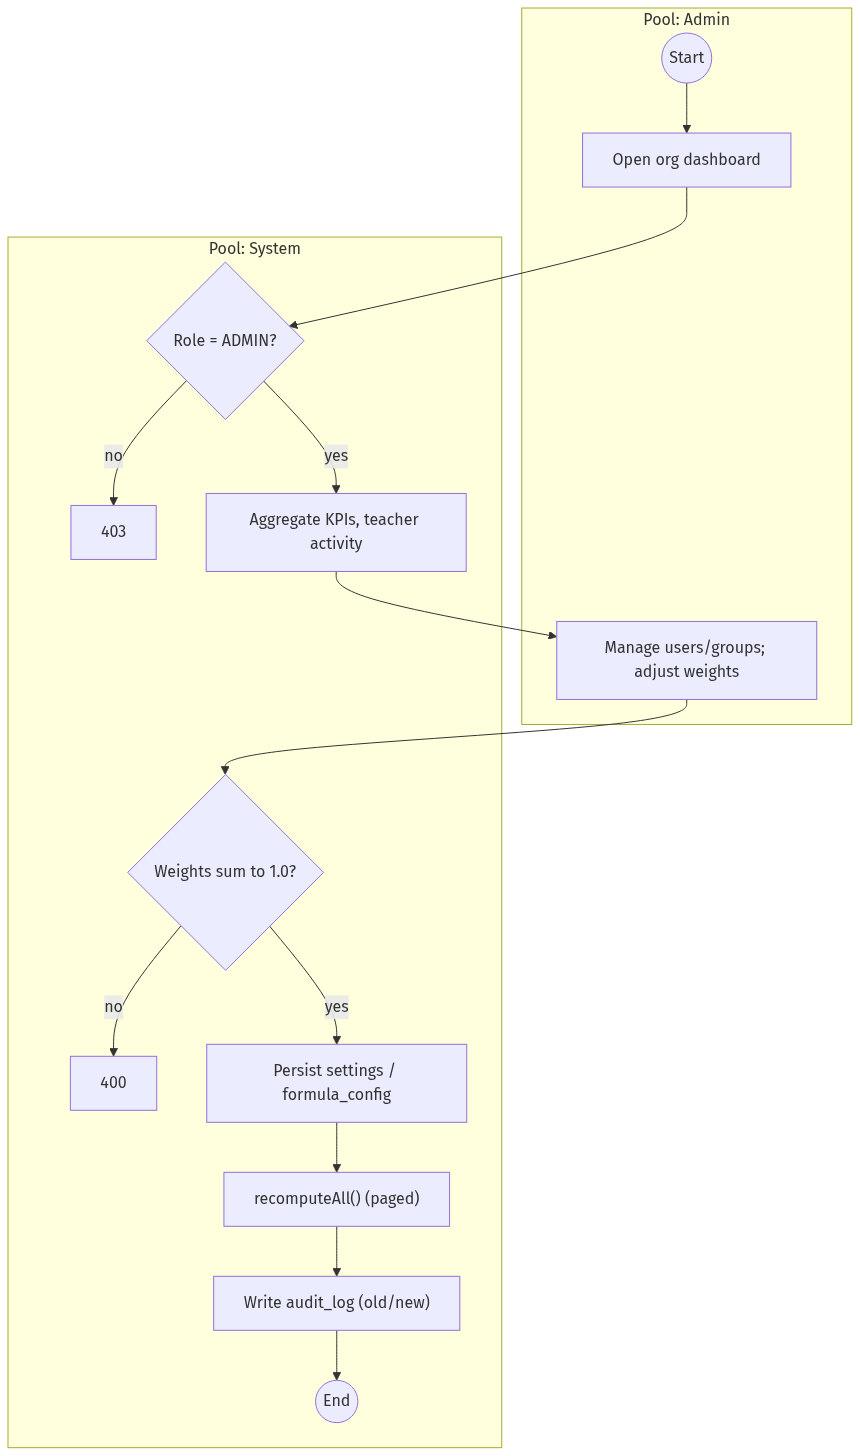 Pool: Admin
Start
Open org dashboard
Pool: System
Role = ADMIN?
no
yes
403
Aggregate KPIs, teacher
activity
Manage users/groups;
adjust weights
Weights sum to 1.0?
no
yes
400
Persist settings /
formula_config
recomputeAll() (paged)
Write audit_log (old/new)
End